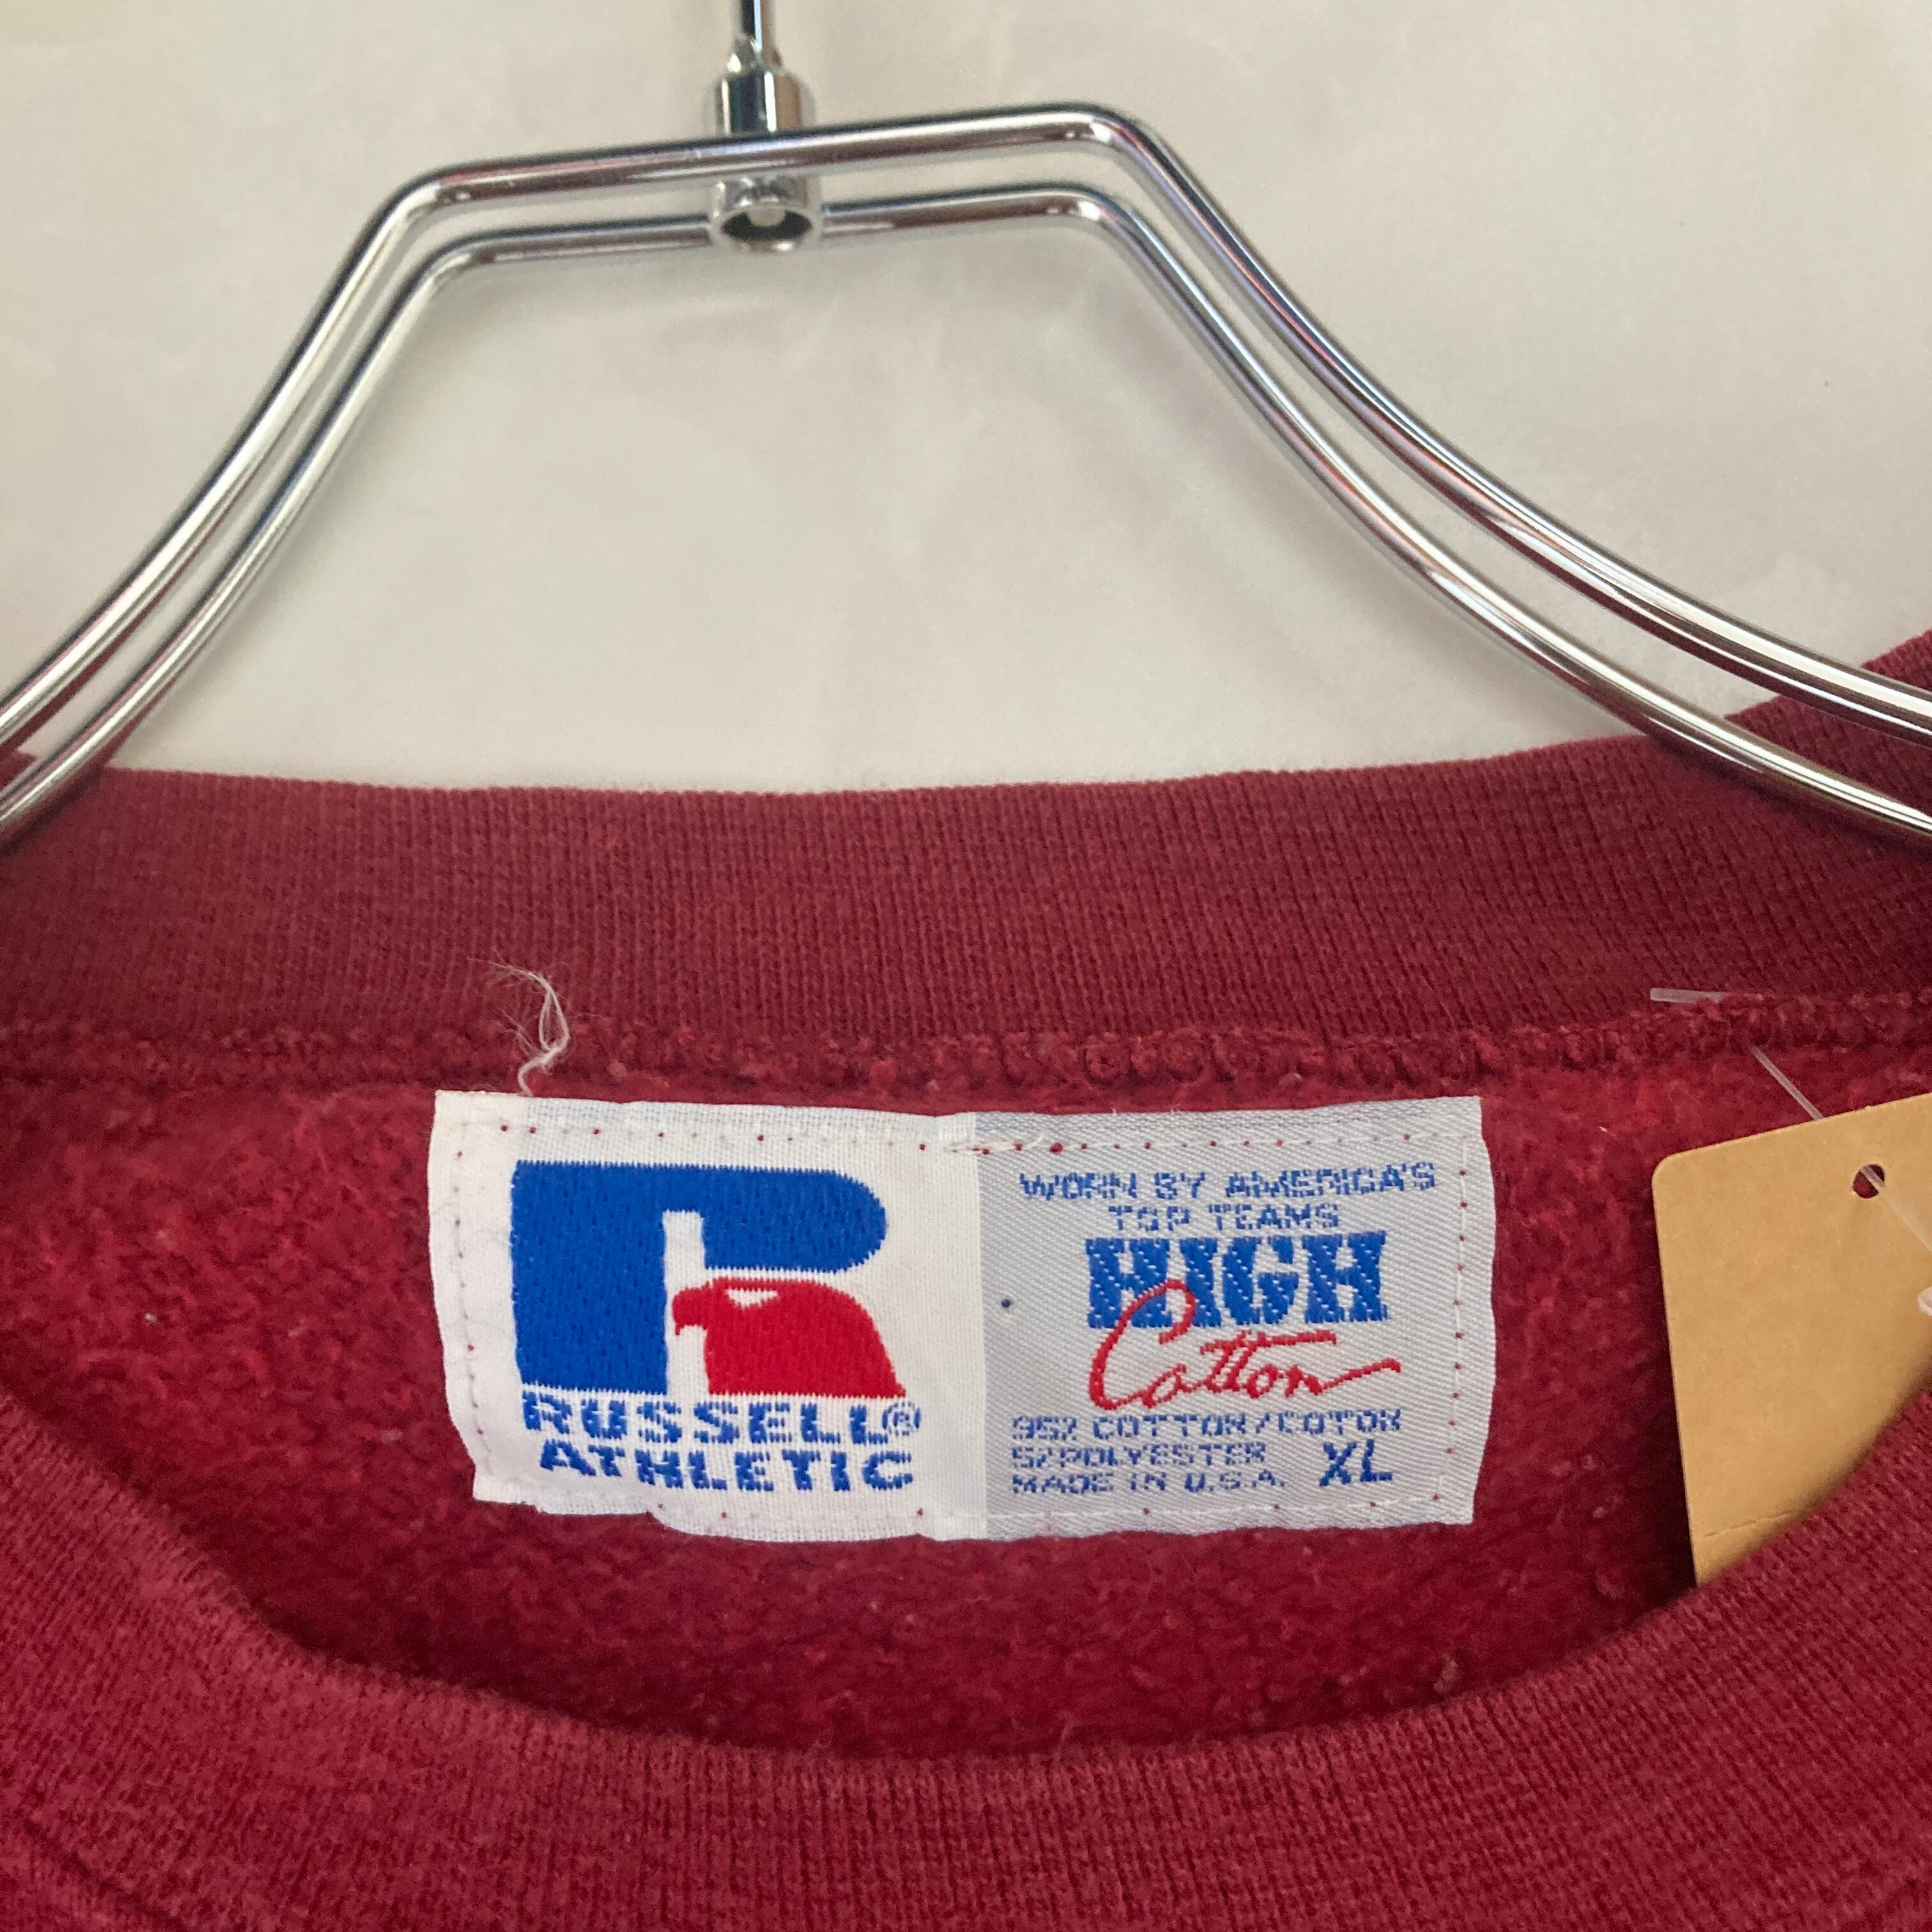 RUSSELL®
ATHLETIC
WORN BY AMERICA'S
TOP TEAMS
HIGH
Cotton
95% COTTON/COTON
5% POLYESTER
MADE IN U.S.A. XL